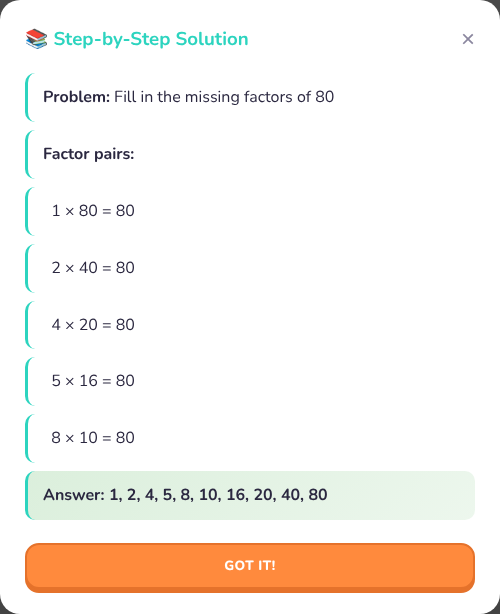 📚 Step-by-Step Solution ×
Problem: Fill in the missing factors of 80
Factor pairs:
1 × 80 = 80
2 × 40 = 80
4 × 20 = 80
5 × 16 = 80
8 × 10 = 80
Answer: 1, 2, 4, 5, 8, 10, 16, 20, 40, 80
GOT IT!